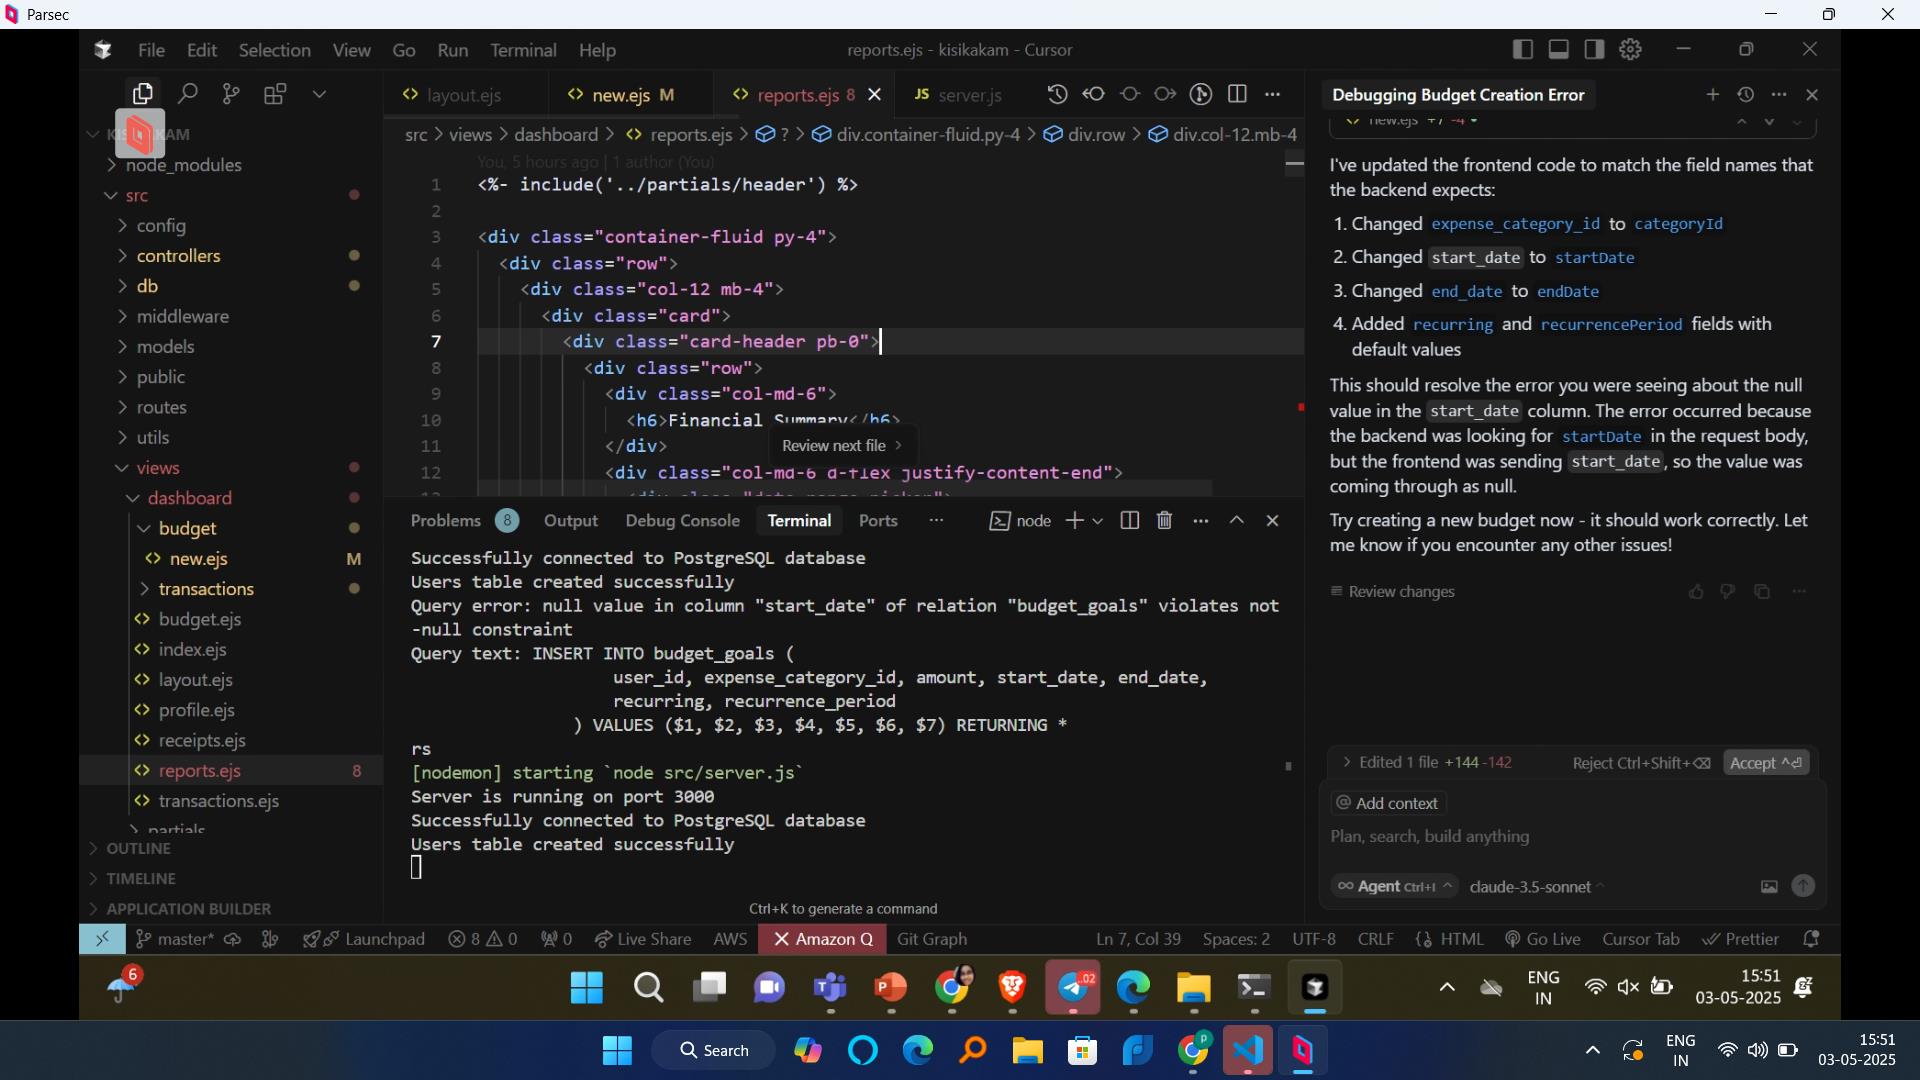 Parsec
File Edit Selection View Go Run Terminal Help
reports.ejs - kisikakam - Cursor
layout.ejs
new.ejs M
reports.ejs 8
JS server.js
src > views > dashboard > reports.ejs > ? > div.container-fluid.py-4 > div.row > div.col-12.mb-4
node_modules
src
config
controllers
db
middleware
models
public
routes
utils
views
dashboard
budget
new.ejs M
transactions
budget.ejs
index.ejs
layout.ejs
profile.ejs
receipts.ejs
reports.ejs 8
transactions.ejs
partials
OUTLINE
TIMELINE
APPLICATION BUILDER
You, 5 hours ago | 1 author (You)
1 <%- include('../partials/header') %>
2
3 <div class="container-fluid py-4">
4 <div class="row">
5 <div class="col-12 mb-4">
6 <div class="card">
7 <div class="card-header pb-0">
8 <div class="row">
9 <div class="col-md-6">
10 <h6>Financial Summary</h6>
11 </div>
12 <div class="col-md-6 d-flex justify-content-end">
Review next file >
Problems 8 Output Debug Console Terminal Ports ... node
Successfully connected to PostgreSQL database
Users table created successfully
Query error: null value in column "start_date" of relation "budget_goals" violates not
-null constraint
Query text: INSERT INTO budget_goals (
user_id, expense_category_id, amount, start_date, end_date,
recurring, recurrence_period
) VALUES ($1, $2, $3, $4, $5, $6, $7) RETURNING *
rs
[nodemon] starting `node src/server.js`
Server is running on port 3000
Successfully connected to PostgreSQL database
Users table created successfully
Ctrl+K to generate a command
Debugging Budget Creation Error
new.ejs +7 -4
I've updated the frontend code to match the field names that
the backend expects:
1. Changed expense_category_id to categoryId
2. Changed start_date to startDate
3. Changed end_date to endDate
4. Added recurring and recurrencePeriod fields with
default values
This should resolve the error you were seeing about the null
value in the start_date column. The error occurred because
the backend was looking for startDate in the request body,
but the frontend was sending start_date, so the value was
coming through as null.
Try creating a new budget now - it should work correctly. Let
me know if you encounter any other issues!
Review changes
Edited 1 file +144 -142 Reject Ctrl+Shift+⌫ Accept ^⏎
@ Add context
Plan, search, build anything
∞ Agent Ctrl+I claude-3.5-sonnet
master* Launchpad 8 0 0 Live Share AWS Amazon Q Git Graph Ln 7, Col 39 Spaces: 2 UTF-8 CRLF HTML Go Live Cursor Tab Prettier
6
02
ENG
IN
15:51
03-05-2025
Search
P
ENG
IN
15:51
03-05-2025